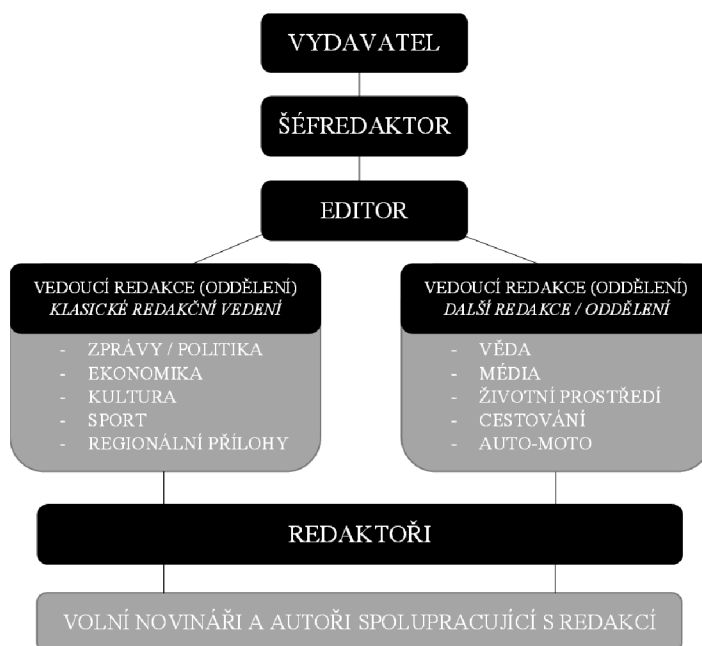 VYDAVATEL
ŠÉFREDAKTOR
EDITOR
VEDOUCÍ REDAKCE (ODDĚLENÍ)
KLASICKÉ REDAKČNÍ VEDENÍ
- ZPRÁVY / POLITIKA
- EKONOMIKA
- KULTURA
- SPORT
- REGIONÁLNÍ PŘÍLOHY
VEDOUCÍ REDAKCE (ODDĚLENÍ)
DALŠÍ REDAKCE / ODDĚLENÍ
- VĚDA
- MÉDIA
- ŽIVOTNÍ PROSTŘEDÍ
- CESTOVÁNÍ
- AUTO-MOTO
REDAKTOŘI
VOLNÍ NOVINÁŘI A AUTOŘI SPOLUPRACUJÍCÍ S REDAKCÍ